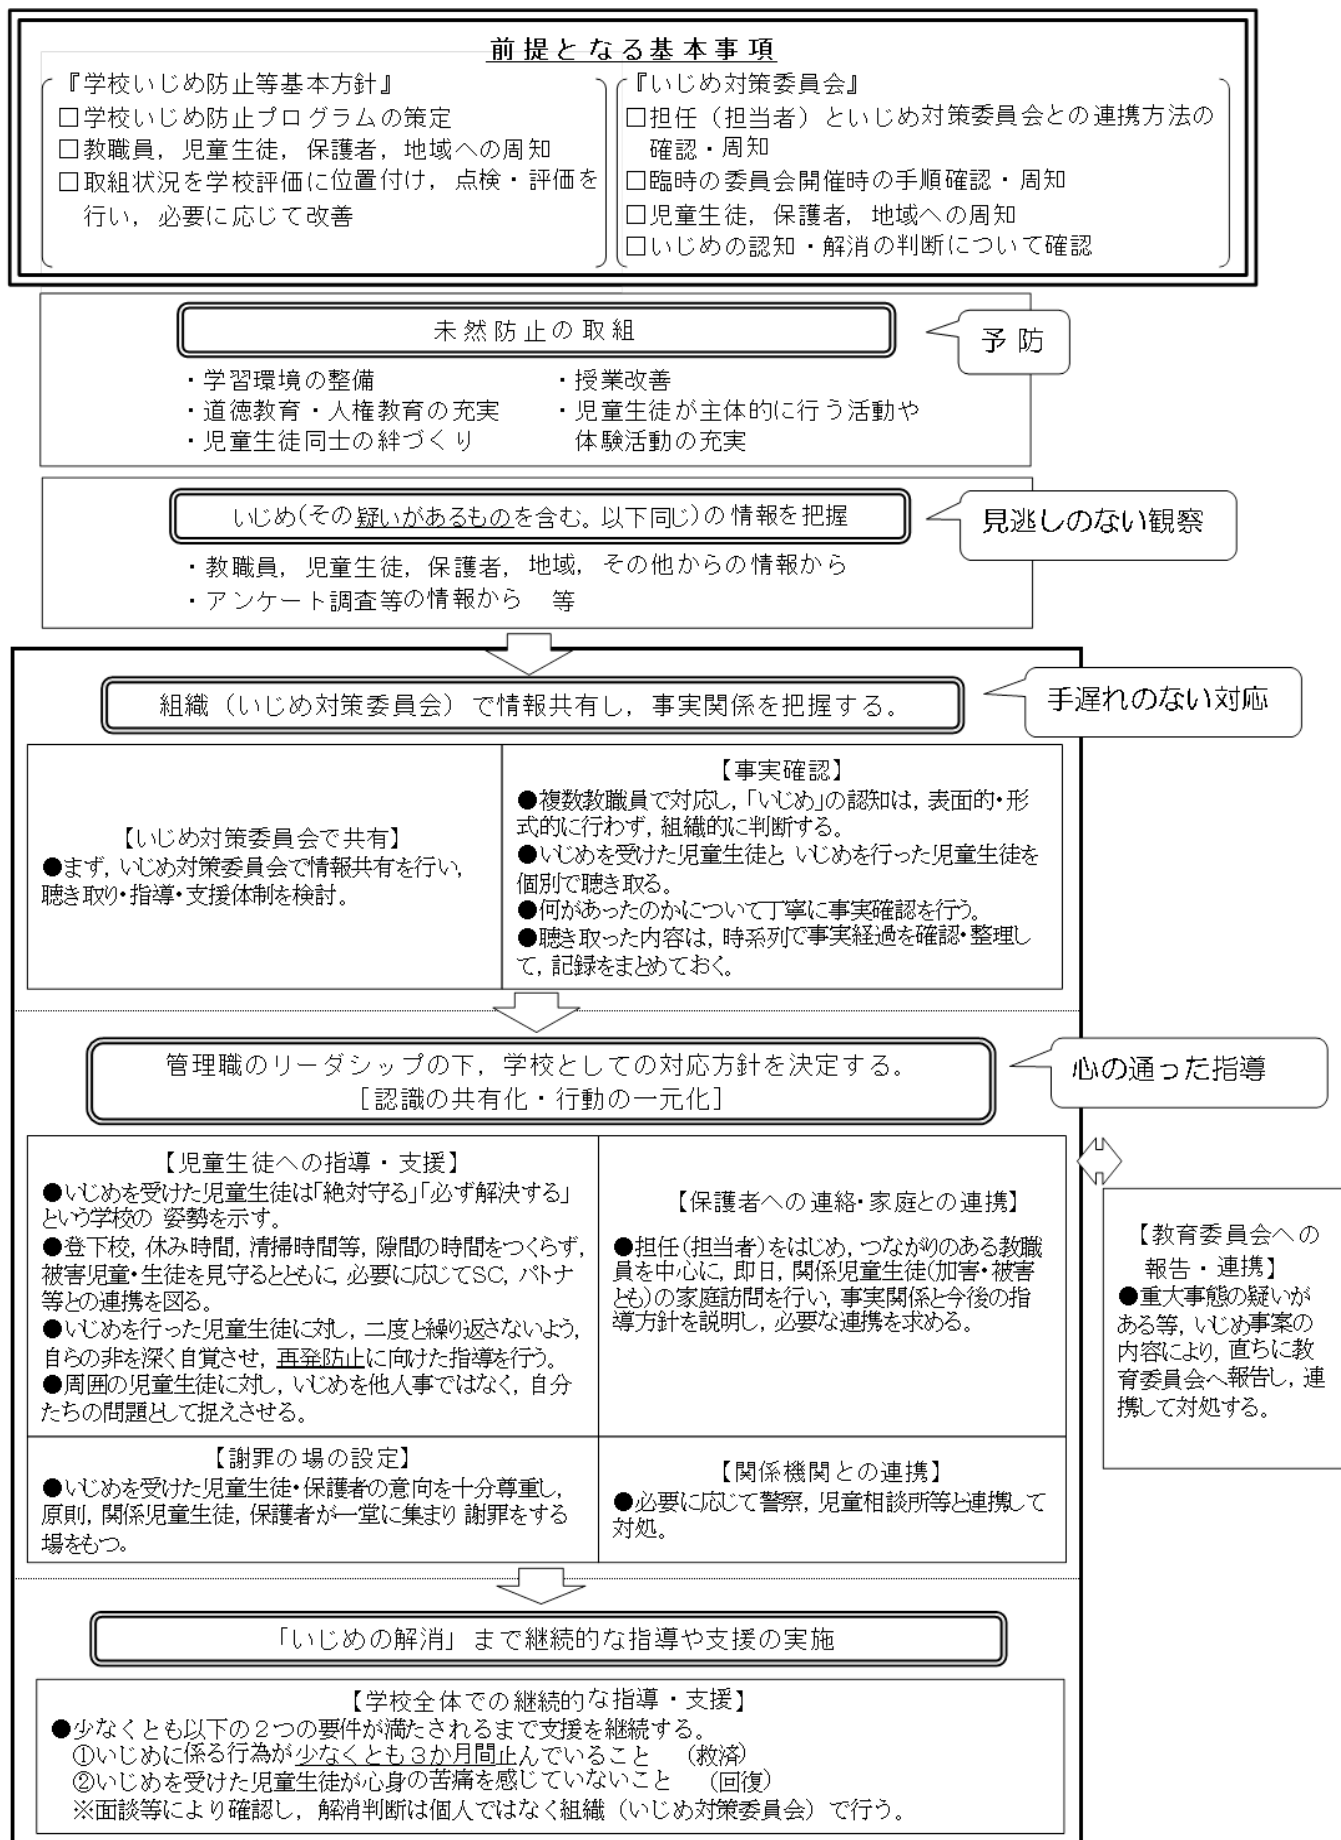 前提となる基本事項
『学校いじめ防止等基本方針』
□学校いじめ防止プログラムの策定
□教職員，児童生徒，保護者，地域への周知
□取組状況を学校評価に位置付け，点検・評価を
行い，必要に応じて改善
『いじめ対策委員会』
□担任（担当者）といじめ対策委員会との連携方法の
確認・周知
□臨時の委員会開催時の手順確認・周知
□児童生徒，保護者，地域への周知
□いじめの認知・解消の判断について確認
未然防止の取組
予防
・学習環境の整備
・道徳教育・人権教育の充実
・児童生徒同士の絆づくり
・授業改善
・児童生徒が主体的に行う活動や
体験活動の充実
いじめ（その疑いがあるものを含む。以下同じ）の情報を把握
見逃しのない観察
・教職員，児童生徒，保護者，地域，その他からの情報から
・アンケート調査等の情報から　等
組織（いじめ対策委員会）で情報共有し，事実関係を把握する。
手遅れのない対応
【いじめ対策委員会で共有】
●まず，いじめ対策委員会で情報共有を行い，
聴き取り・指導・支援体制を検討。
【事実確認】
●複数教職員で対応し，「いじめ」の認知は，表面的・形
式的に行わず，組織的に判断する。
●いじめを受けた児童生徒と いじめを行った児童生徒を
個別で聴き取る。
●何があったのかについて丁寧に事実確認を行う。
●聴き取った内容は，時系列で事実経過を確認・整理し
て，記録をまとめておく。
管理職のリーダシップの下，学校としての対応方針を決定する。
［認識の共有化・行動の一元化］
心の通った指導
【児童生徒への指導・支援】
●いじめを受けた児童生徒は「絶対守る」「必ず解決する」
という学校の 姿勢を示す。
●登下校，休み時間，清掃時間等，隙間の時間をつくらず，
被害児童・生徒を見守るとともに，必要に応じてSC，パトナ
等との連携を図る。
●いじめを行った児童生徒に対し，二度と繰り返さないよう，
自らの非を深く自覚させ，再発防止に向けた指導を行う。
●周囲の児童生徒に対し，いじめを他人事ではなく，自分
たちの問題として捉えさせる。
【保護者への連絡・家庭との連携】
●担任（担当者）をはじめ，つながりのある教職
員を中心に，即日，関係児童生徒（加害・被害
とも）の家庭訪問を行い，事実関係と今後の指
導方針を説明し，必要な連携を求める。
【教育委員会への
報告・連携】
●重大事態の疑いが
ある等，いじめ事案の
内容により，直ちに教
育委員会へ報告し，連
携して対処する。
【謝罪の場の設定】
●いじめを受けた児童生徒・保護者の意向を十分尊重し，
原則，関係児童生徒，保護者が一堂に集まり 謝罪をする
場をもつ。
【関係機関との連携】
●必要に応じて警察，児童相談所等と連携して
対処。
「いじめの解消」まで継続的な指導や支援の実施
【学校全体での継続的な指導・支援】
●少なくとも以下の２つの要件が満たされるまで支援を継続する。
①いじめに係る行為が少なくとも３か月間止んでいること　（救済）
②いじめを受けた児童生徒が心身の苦痛を感じていないこと　（回復）
※面談等により確認し，解消判断は個人ではなく組織（いじめ対策委員会）で行う。